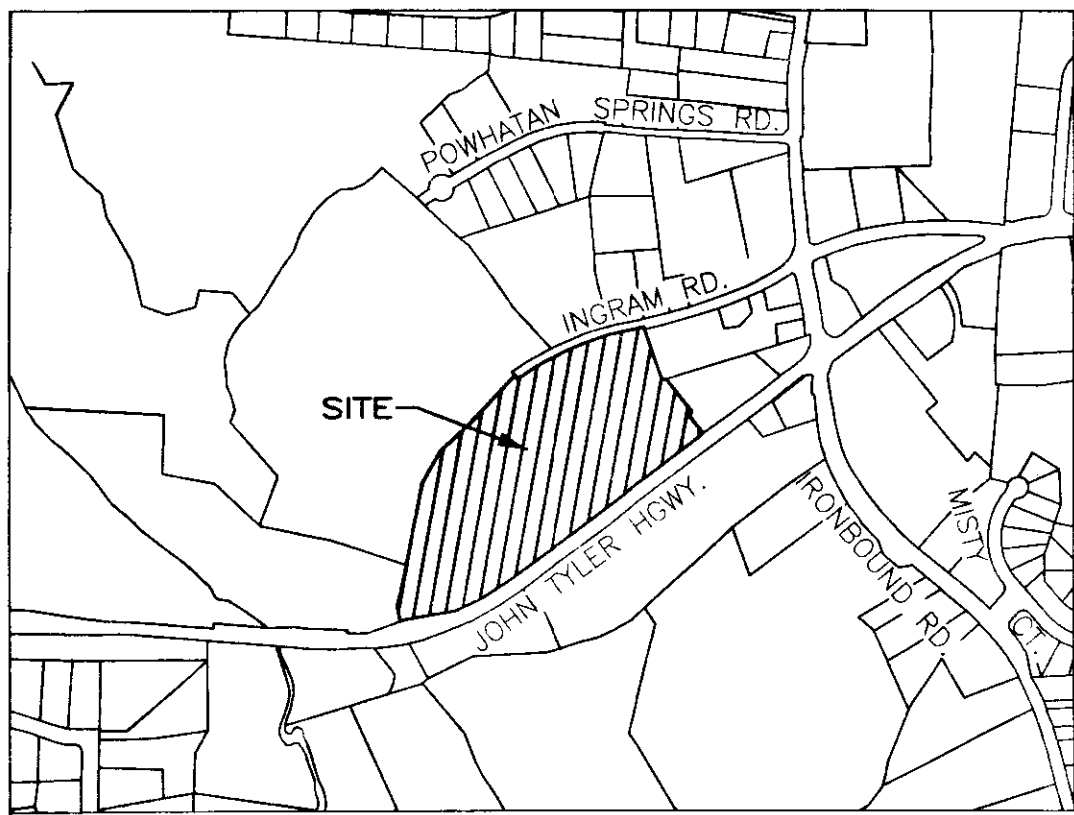 POWHATAN SPRINGS RD.
INGRAM RD.
SITE
JOHN TYLER HGWY.
IRONBOUND RD.
MISTY CT.